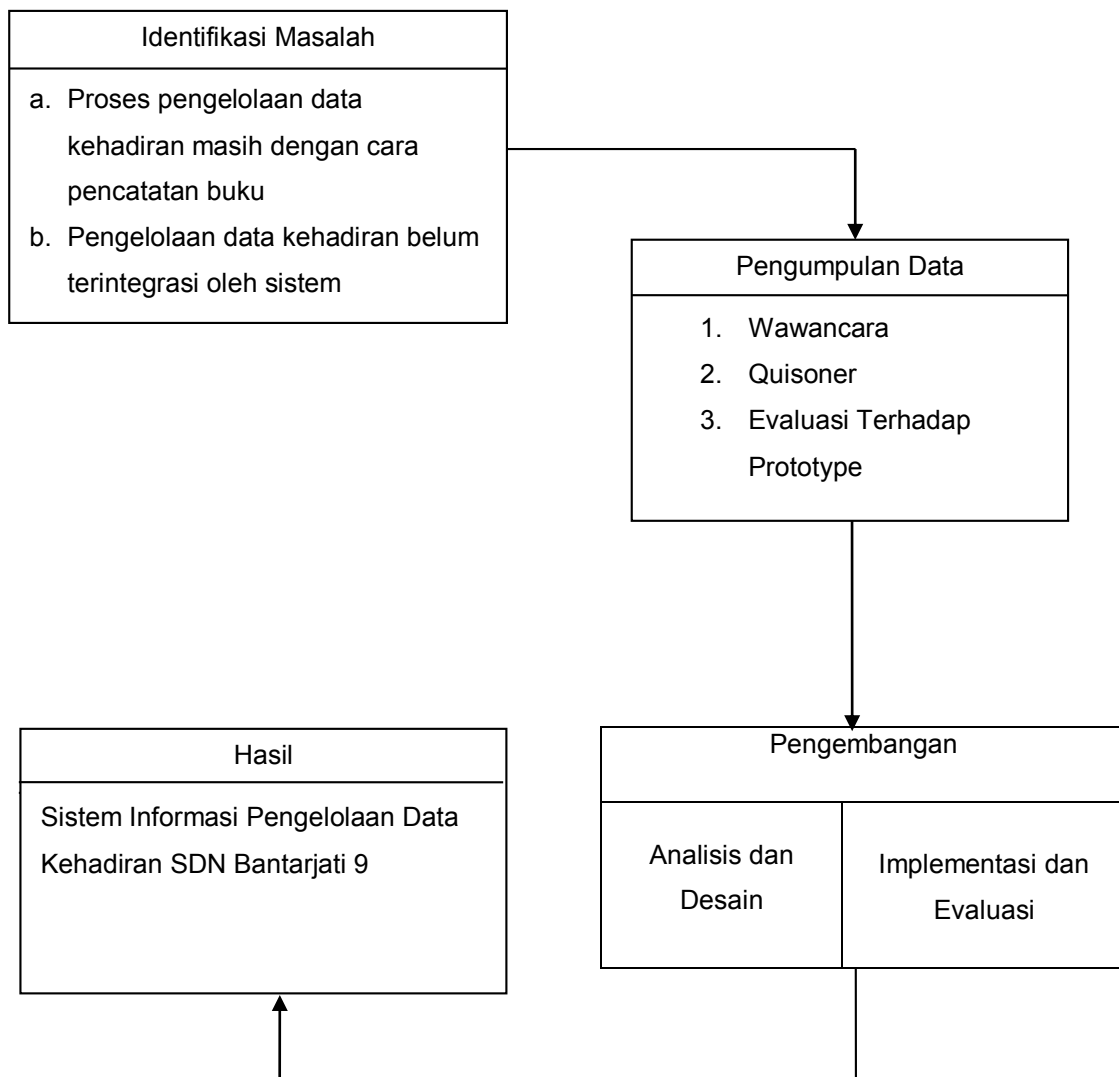 Identifikasi Masalah
a. Proses pengelolaan data
kehadiran masih dengan cara
pencatatan buku
b. Pengelolaan data kehadiran belum
terintegrasi oleh sistem
Pengumpulan Data
1. Wawancara
2. Quisoner
3. Evaluasi Terhadap
Prototype
Pengembangan
Analisis dan
Desain
Implementasi dan
Evaluasi
Hasil
Sistem Informasi Pengelolaan Data
Kehadiran SDN Bantarjati 9